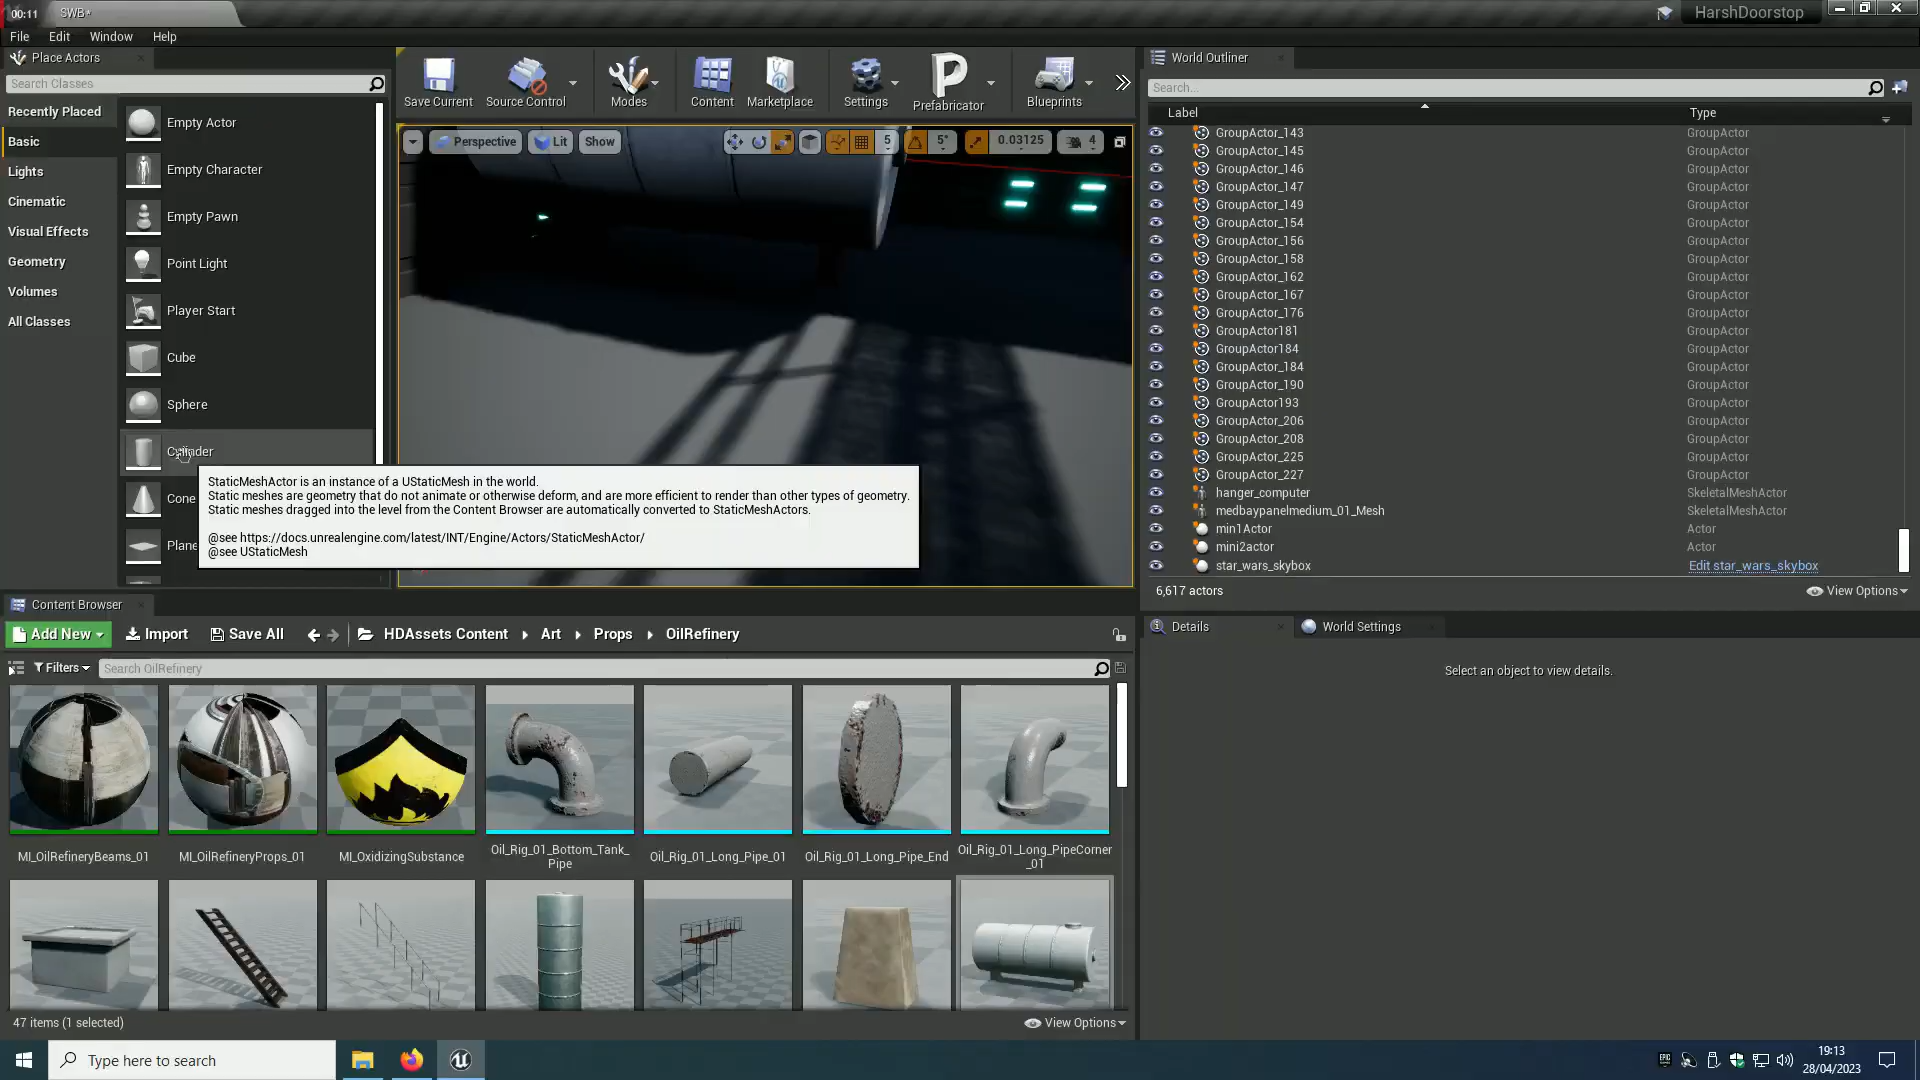 00:11
SWB*
HarshDoorstop
File
Edit
Window
Help
Place Actors
Search Classes
Recently Placed
Basic
Lights
Cinematic
Visual Effects
Geometry
Volumes
All Classes
Empty Actor
Empty Character
Empty Pawn
Point Light
Player Start
Cube
Sphere
Cylinder
Cone
Plane
StaticMeshActor is an instance of a UStaticMesh in the world.
Static meshes are geometry that do not animate or otherwise deform, and are more efficient to render than other types of geometry.
Static meshes dragged into the level from the Content Browser are automatically converted to StaticMeshActors.
@see https://docs.unrealengine.com/latest/INT/Engine/Actors/StaticMeshActor/
@see UStaticMesh
Save Current
Source Control
Modes
Content
Marketplace
Settings
Prefabricator
Blueprints
Perspective
Lit
Show
5
5°
0.03125
4
World Outliner
Search...
Label
Type
GroupActor_143
GroupActor
GroupActor_145
GroupActor
GroupActor_146
GroupActor
GroupActor_147
GroupActor
GroupActor_149
GroupActor
GroupActor_154
GroupActor
GroupActor_156
GroupActor
GroupActor_158
GroupActor
GroupActor_162
GroupActor
GroupActor_167
GroupActor
GroupActor_176
GroupActor
GroupActor181
GroupActor
GroupActor184
GroupActor
GroupActor_184
GroupActor
GroupActor_190
GroupActor
GroupActor193
GroupActor
GroupActor_206
GroupActor
GroupActor_208
GroupActor
GroupActor_225
GroupActor
GroupActor_227
GroupActor
hanger_computer
SkeletalMeshActor
medbaypanelmedium_01_Mesh
SkeletalMeshActor
min1Actor
Actor
mini2actor
Actor
star_wars_skybox
Edit star_wars_skybox
6,617 actors
View Options
Details
World Settings
Select an object to view details.
Content Browser
Add New
Import
Save All
HDAssets Content
Art
Props
OilRefinery
Filters
Search OilRefinery
MI_OilRefineryBeams_01
MI_OilRefineryProps_01
MI_OxidizingSubstance
Oil_Rig_01_Bottom_Tank_
Pipe
Oil_Rig_01_Long_Pipe_01
Oil_Rig_01_Long_Pipe_End
Oil_Rig_01_Long_PipeCorner
_01
47 items (1 selected)
View Options
Type here to search
EPIC
19:13
28/04/2023